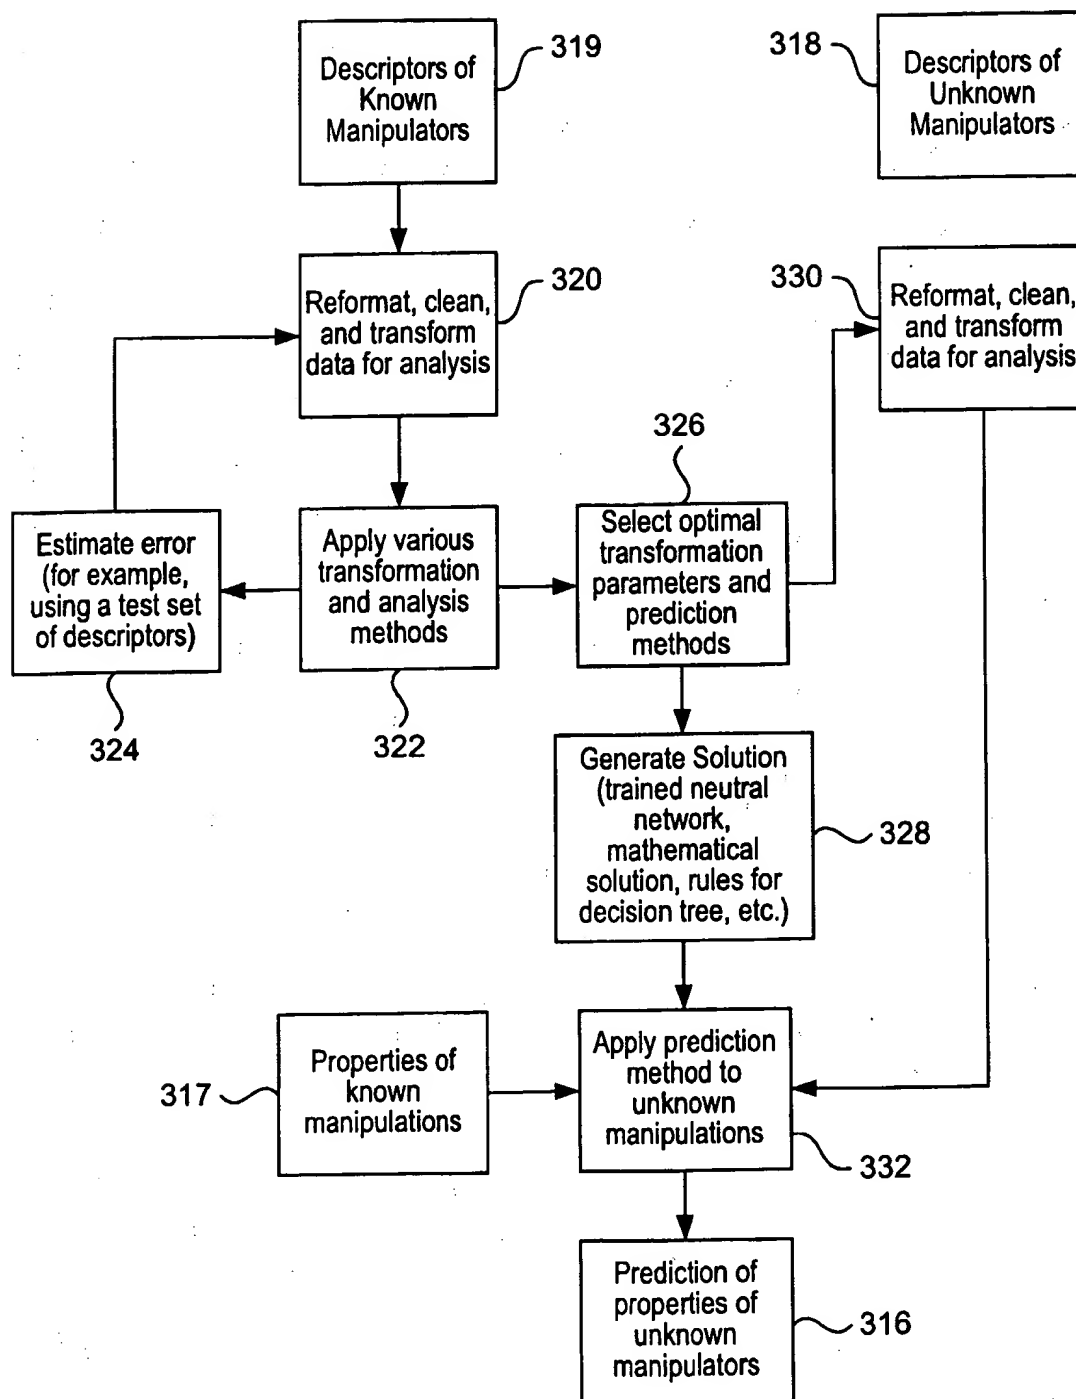 Descriptors of
Known
Manipulators
319
318
Descriptors of
Unknown
Manipulators
Reformat, clean,
and transform
data for analysis
320
330
Reformat, clean,
and transform
data for analysis
326
Estimate error
(for example,
using a test set
of descriptors)
324
Apply various
transformation
and analysis
methods
322
Select optimal
transformation
parameters and
prediction
methods
Generate Solution
(trained neutral
network,
mathematical
solution, rules for
decision tree, etc.)
328
317
Properties of
known
manipulations
Apply prediction
method to
unknown
manipulations
332
Prediction of
properties of
unknown
manipulators
316